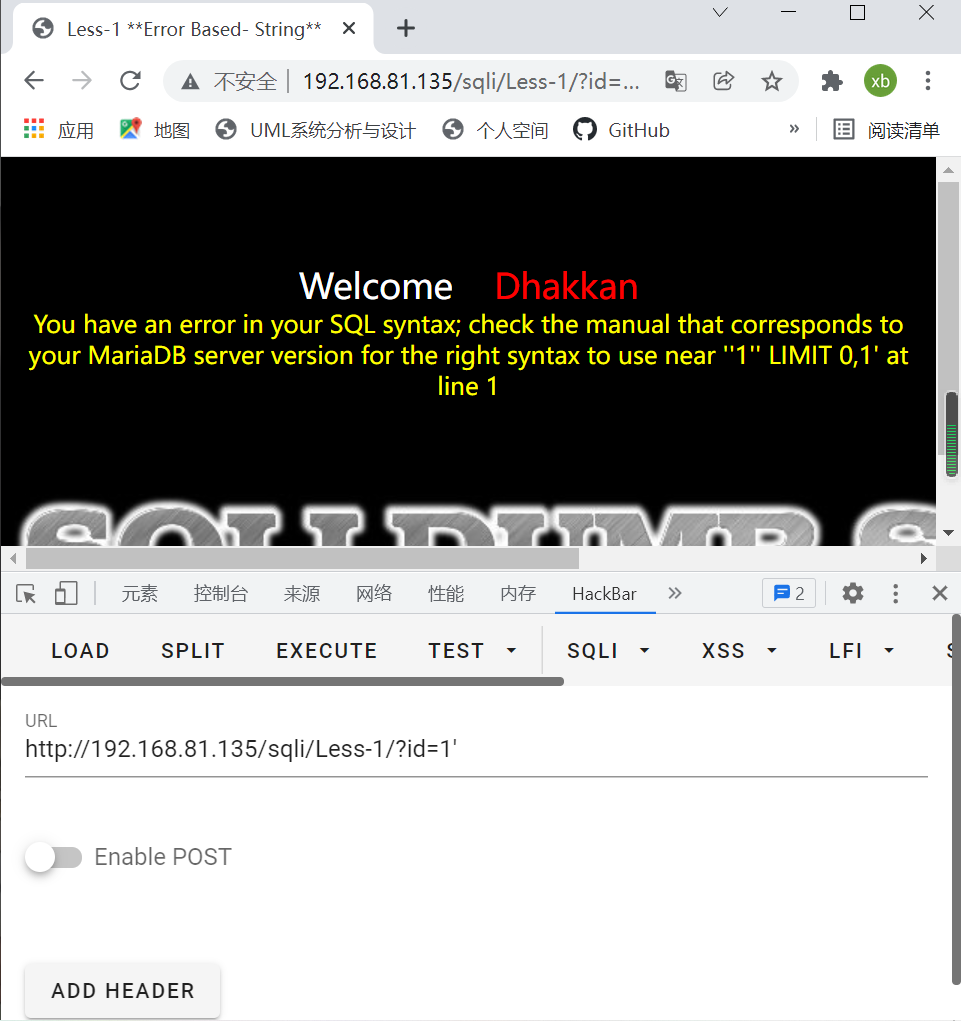 Less-1 **Error Based- String**
不安全 192.168.81.135/sqli/Less-1/?id=...
xb
应用 地图 UML系统分析与设计 个人空间 GitHub » 阅读清单
Welcome Dhakkan
You have an error in your SQL syntax; check the manual that corresponds to
your MariaDB server version for the right syntax to use near ''1'' LIMIT 0,1' at
line 1
元素 控制台 来源 网络 性能 内存 HackBar » 2
LOAD SPLIT EXECUTE TEST SQLI XSS LFI
URL
http://192.168.81.135/sqli/Less-1/?id=1'
Enable POST
ADD HEADER